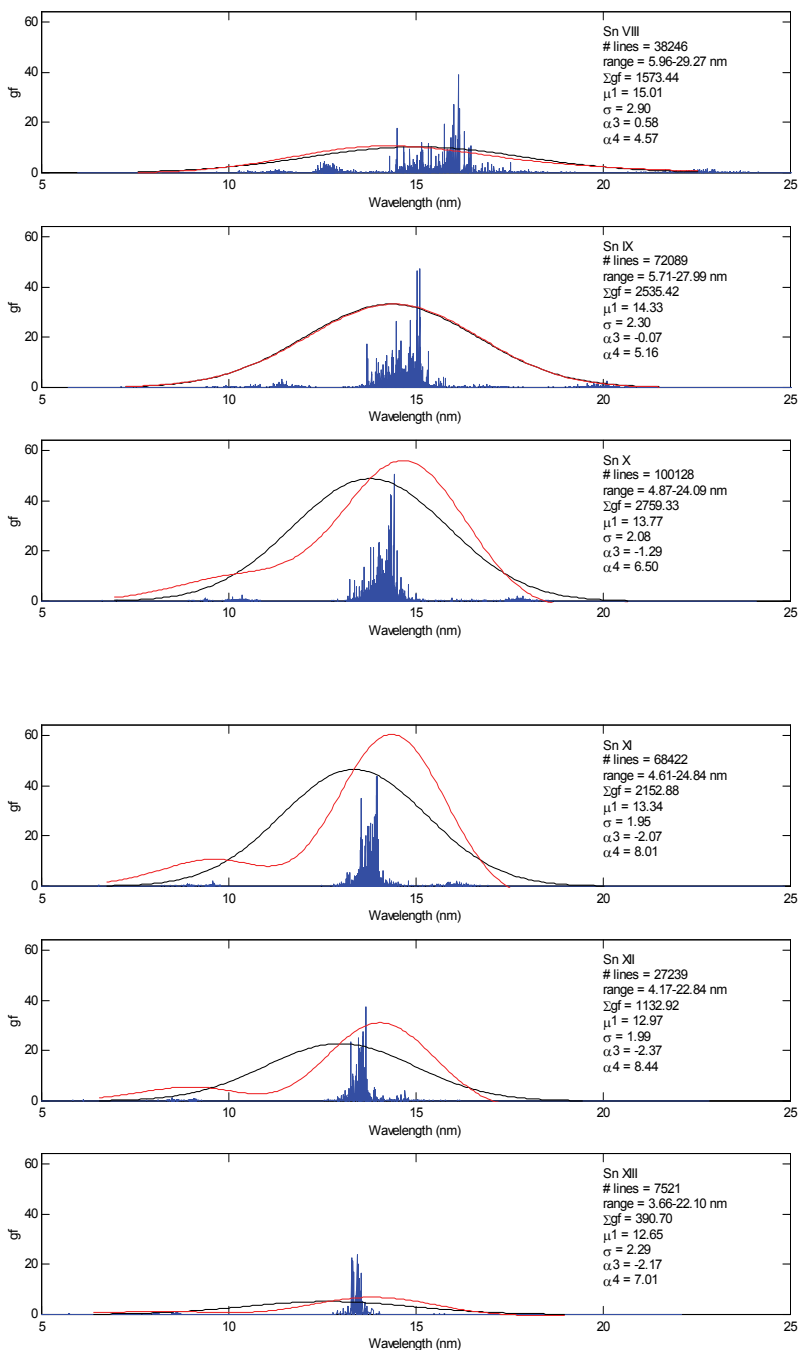 60
40
20
0
gf
Sn VIII
# lines = 38246
range = 5.96-29.27 nm
Σgf = 1573.44
μ1 = 15.01
σ = 2.90
α3 = 0.58
α4 = 4.57
5 10 15 20 25
Wavelength (nm)
60
40
20
0
gf
Sn IX
# lines = 72089
range = 5.71-27.99 nm
Σgf = 2535.42
μ1 = 14.33
σ = 2.30
α3 = -0.07
α4 = 5.16
5 10 15 20 25
Wavelength (nm)
60
40
20
0
gf
Sn X
# lines = 100128
range = 4.87-24.09 nm
Σgf = 2759.33
μ1 = 13.77
σ = 2.08
α3 = -1.29
α4 = 6.50
5 10 15 20 25
Wavelength (nm)
60
40
20
0
gf
Sn XI
# lines = 68422
range = 4.61-24.84 nm
Σgf = 2152.88
μ1 = 13.34
σ = 1.95
α3 = -2.07
α4 = 8.01
5 10 15 20 25
Wavelength (nm)
60
40
20
0
gf
Sn XII
# lines = 27239
range = 4.17-22.84 nm
Σgf = 1132.92
μ1 = 12.97
σ = 1.99
α3 = -2.37
α4 = 8.44
5 10 15 20 25
Wavelength (nm)
60
40
20
0
gf
Sn XIII
# lines = 7521
range = 3.66-22.10 nm
Σgf = 390.70
μ1 = 12.65
σ = 2.29
α3 = -2.17
α4 = 7.01
5 10 15 20 25
Wavelength (nm)